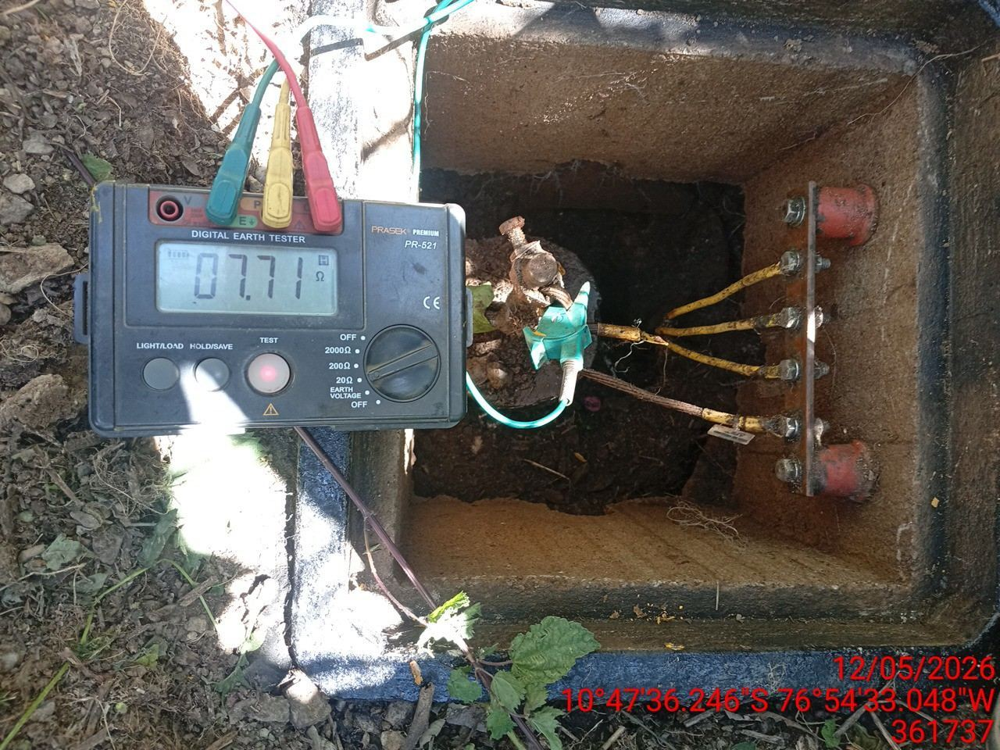 V
P
E
DIGITAL EARTH TESTER
PRASEK PREMIUM
PR-521
07.71
H
Ω
CE
LIGHT/LOAD HOLD/SAVE TEST
OFF
2000Ω
200Ω
20Ω
EARTH
VOLTAGE
OFF
12/05/2026
10°47'36.246"S 76°54'33.048"W
361737